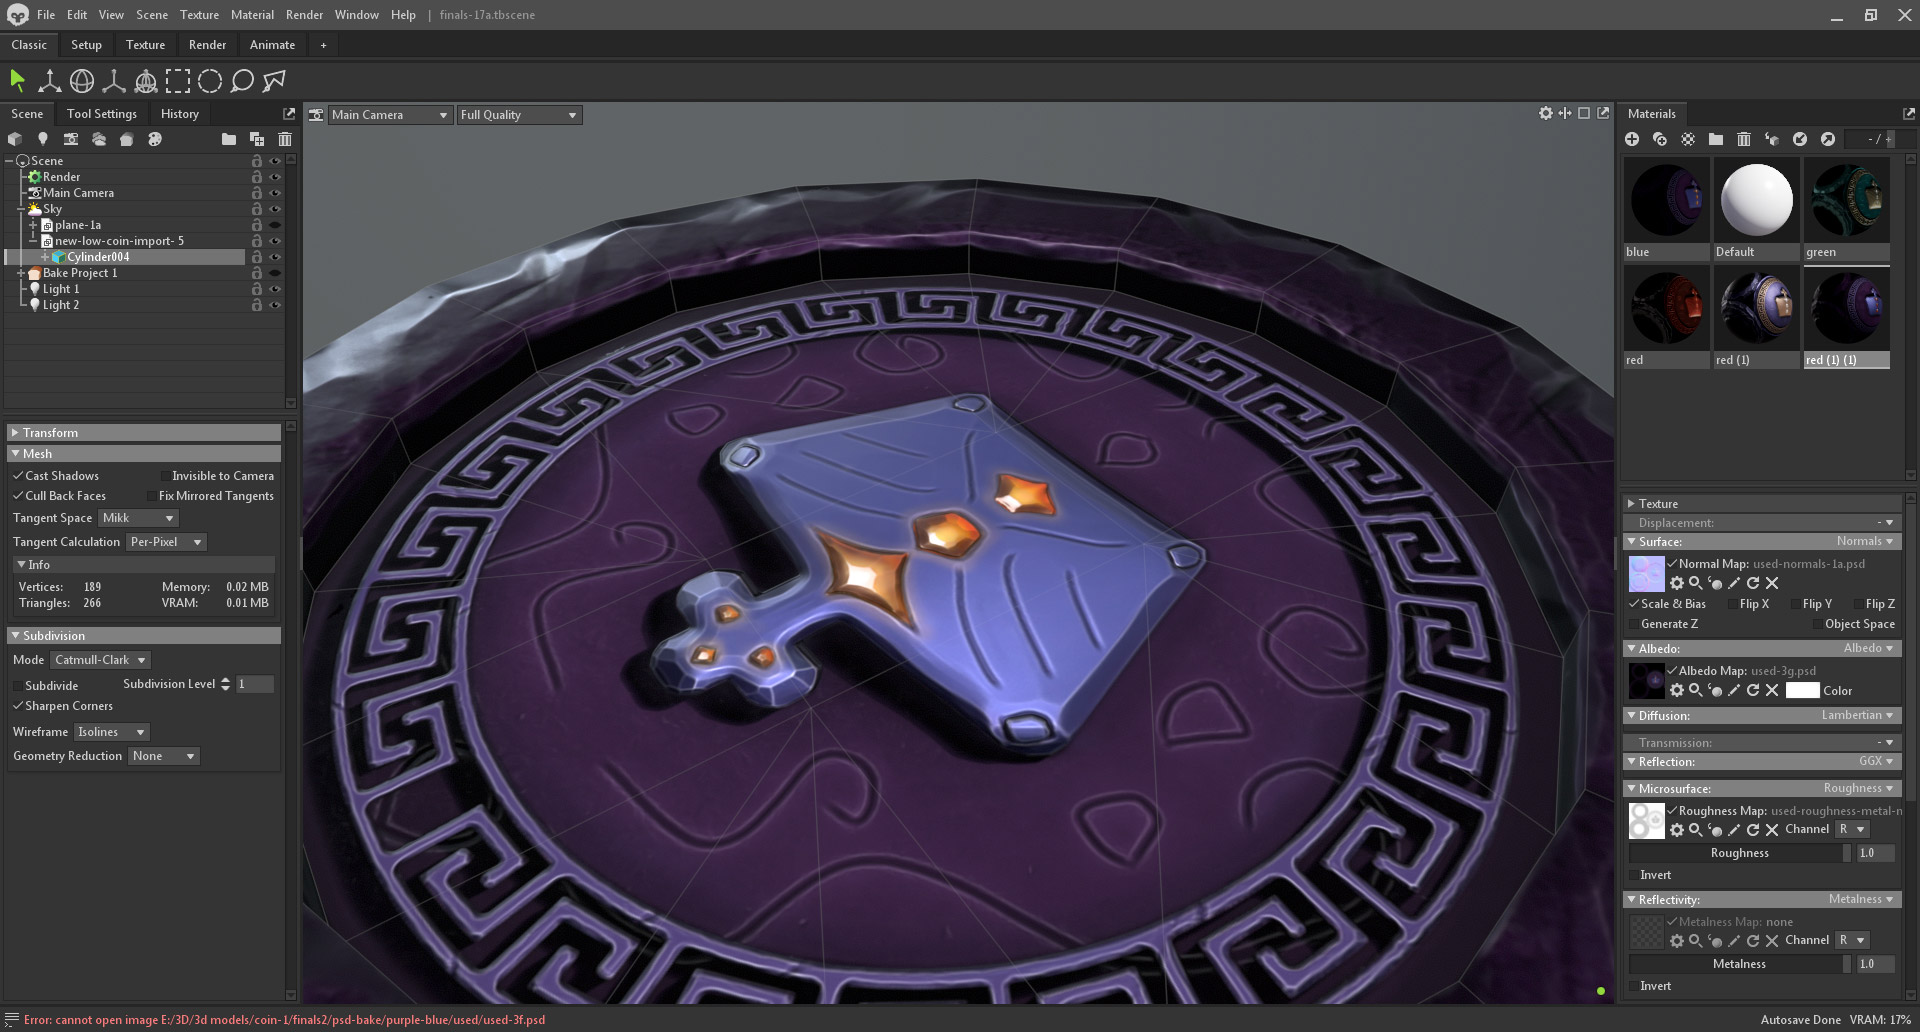 File Edit View Scene Texture Material Render Window Help | finals-17a.tbscene
Classic Setup Texture Render Animate +
Scene Tool Settings History
Main Camera Full Quality
Materials
- / +
Scene
Render
Main Camera
Sky
plane-1a
new-low-coin-import- 5
Cylinder004
Bake Project 1
Light 1
Light 2
blue Default green
red red (1) red (1) (1)
Transform
Mesh
Cast Shadows Invisible to Camera
Cull Back Faces Fix Mirrored Tangents
Tangent Space Mikk
Tangent Calculation Per-Pixel
Info
Vertices: 189 Memory: 0.02 MB
Triangles: 266 VRAM: 0.01 MB
Subdivision
Mode Catmull-Clark
Subdivide Subdivision Level 1
Sharpen Corners
Wireframe Isolines
Geometry Reduction None
Texture
Displacement: -
Surface: Normals
Normal Map: used-normals-1a.psd
Scale & Bias Flip X Flip Y Flip Z
Generate Z Object Space
Albedo: Albedo
Albedo Map: used-3g.psd
Color
Diffusion: Lambertian
Transmission: -
Reflection: GGX
Microsurface: Roughness
Roughness Map: used-roughness-metal-n
Channel R
Roughness 1.0
Invert
Reflectivity: Metalness
Metalness Map: none
Channel R
Metalness 1.0
Invert
Error: cannot open image E:/3D/3d models/coin-1/finals2/psd-bake/purple-blue/used/used-3f.psd
Autosave Done VRAM: 17%